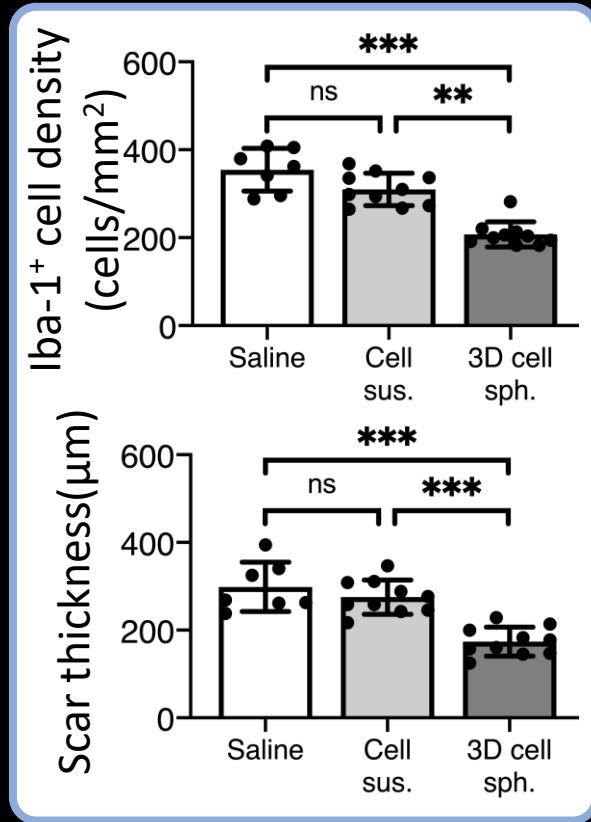 Iba-1⁺ cell density
(cells/mm²)
600
400
200
0
***
ns
**
Saline
Cell
sus.
3D cell
sph.
Scar thickness(μm)
600
400
200
0
***
ns
***
Saline
Cell
sus.
3D cell
sph.